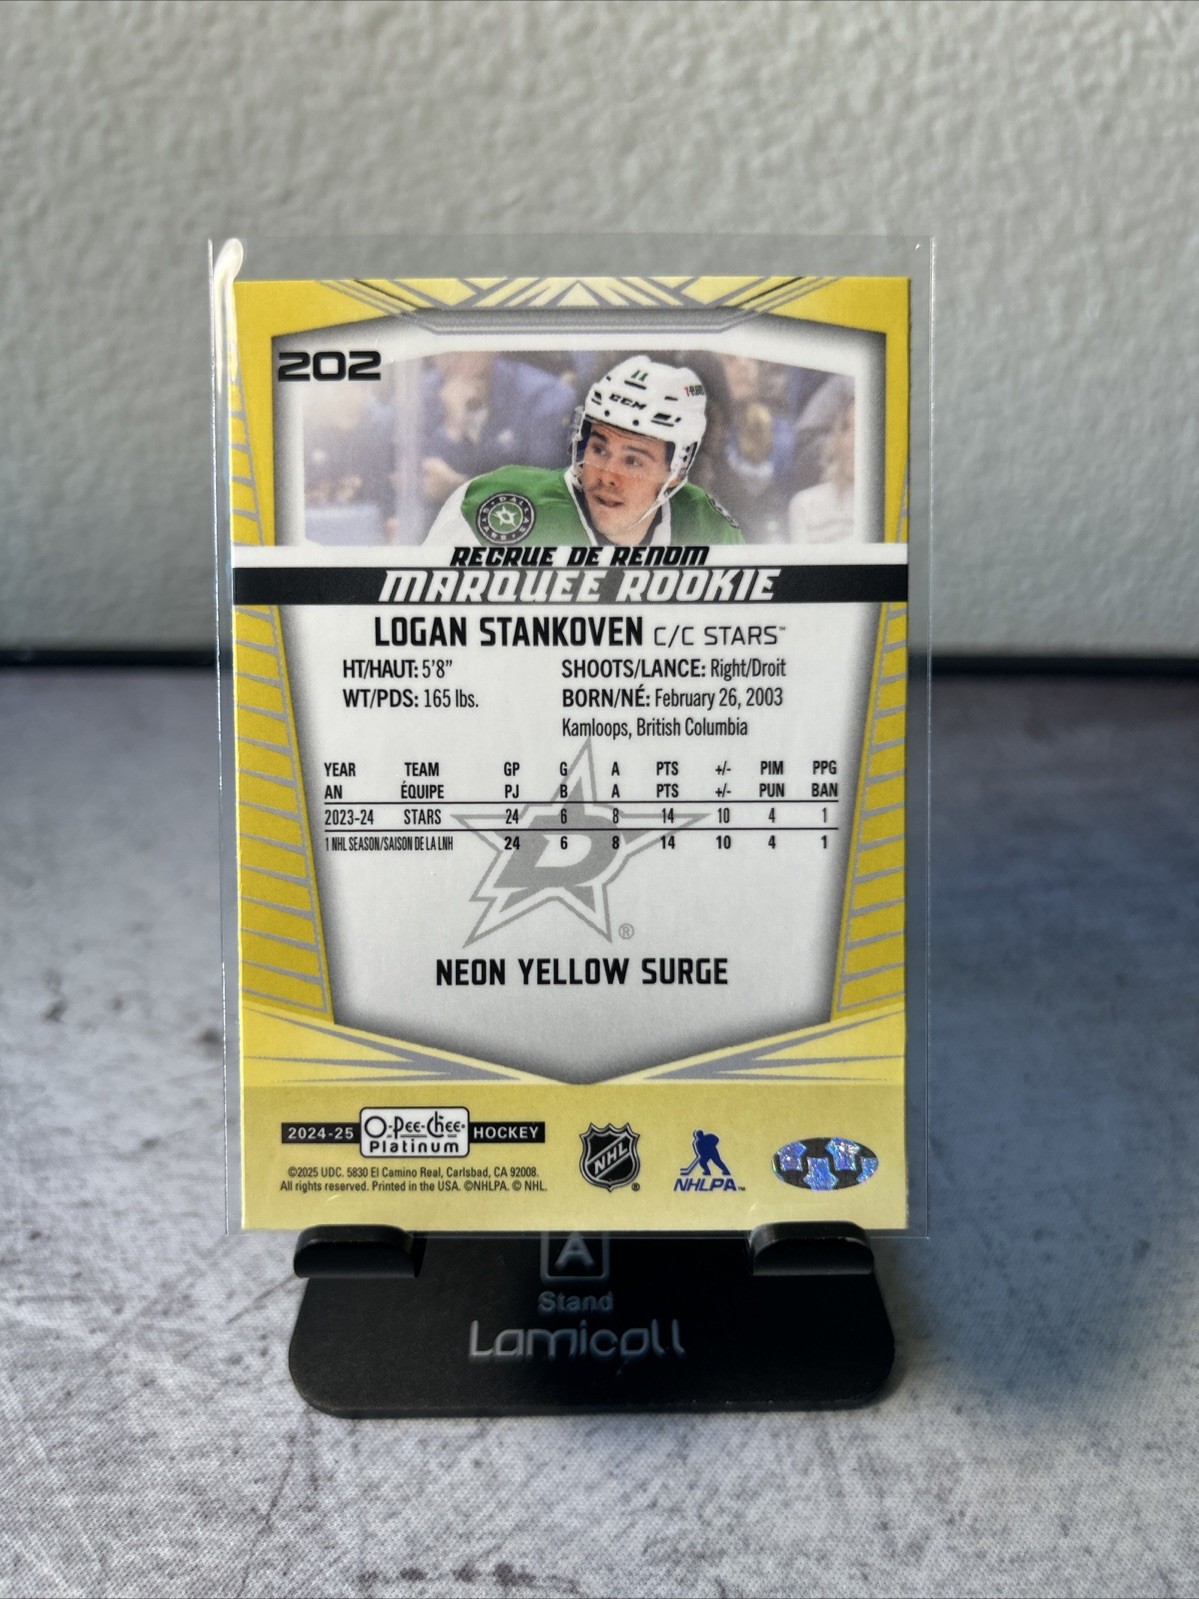 202
11
CCM
DALLAS
STARS
RECRUE DE RENOM
MARQUEE ROOKIE
LOGAN STANKOVEN C/C STARS™
HT/HAUT: 5'8" SHOOTS/LANCE: Right/Droit
WT/PDS: 165 lbs. BORN/NÉ: February 26, 2003
Kamloops, British Columbia
YEAR TEAM GP G A PTS +/- PIM PPG
AN ÉQUIPE PJ B A PTS +/- PUN BAN
2023-24 STARS 24 6 8 14 10 4 1
1 NHL SEASON/SAISON DE LA LNH 24 6 8 14 10 4 1
D
®
NEON YELLOW SURGE
2024-25 O-Pee-Chee® Platinum HOCKEY
©2025 UDC. 5830 El Camino Real, Carlsbad, CA 92008.
All rights reserved. Printed in the USA. ©NHLPA. © NHL.
NHL®
NHLPA™
A
Stand
Lamicall